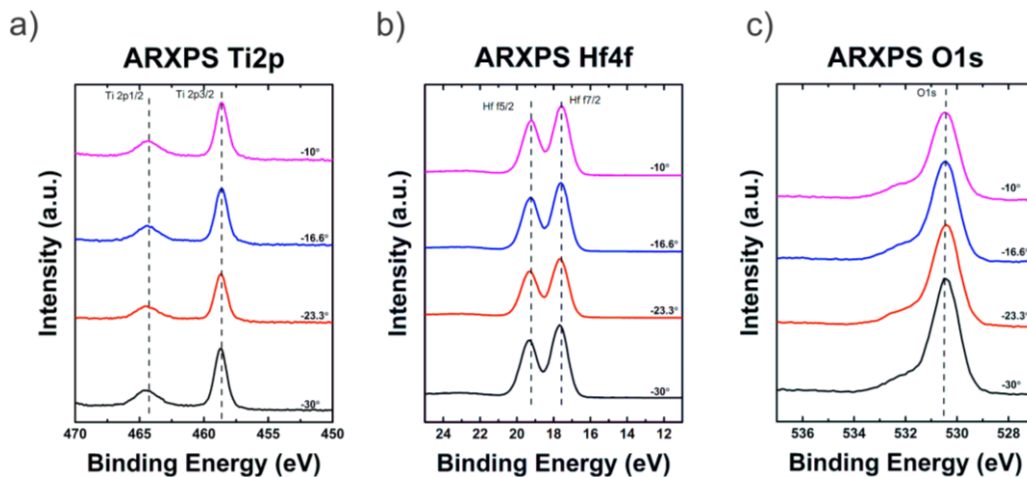 a)
ARXPS Ti2p
Ti 2p1/2
Ti 2p3/2
-10°
-16.6°
-23.3°
-30°
Intensity (a.u.)
470
465
460
455
450
Binding Energy (eV)
b)
ARXPS Hf4f
Hf f5/2
Hf f7/2
-10°
-16.6°
-23.3°
-30°
Intensity (a.u.)
24
22
20
18
16
14
12
Binding Energy (eV)
c)
ARXPS O1s
O1s
-10°
-16.6°
-23.3°
-30°
Intensity (a.u.)
536
534
532
530
528
Binding Energy (eV)